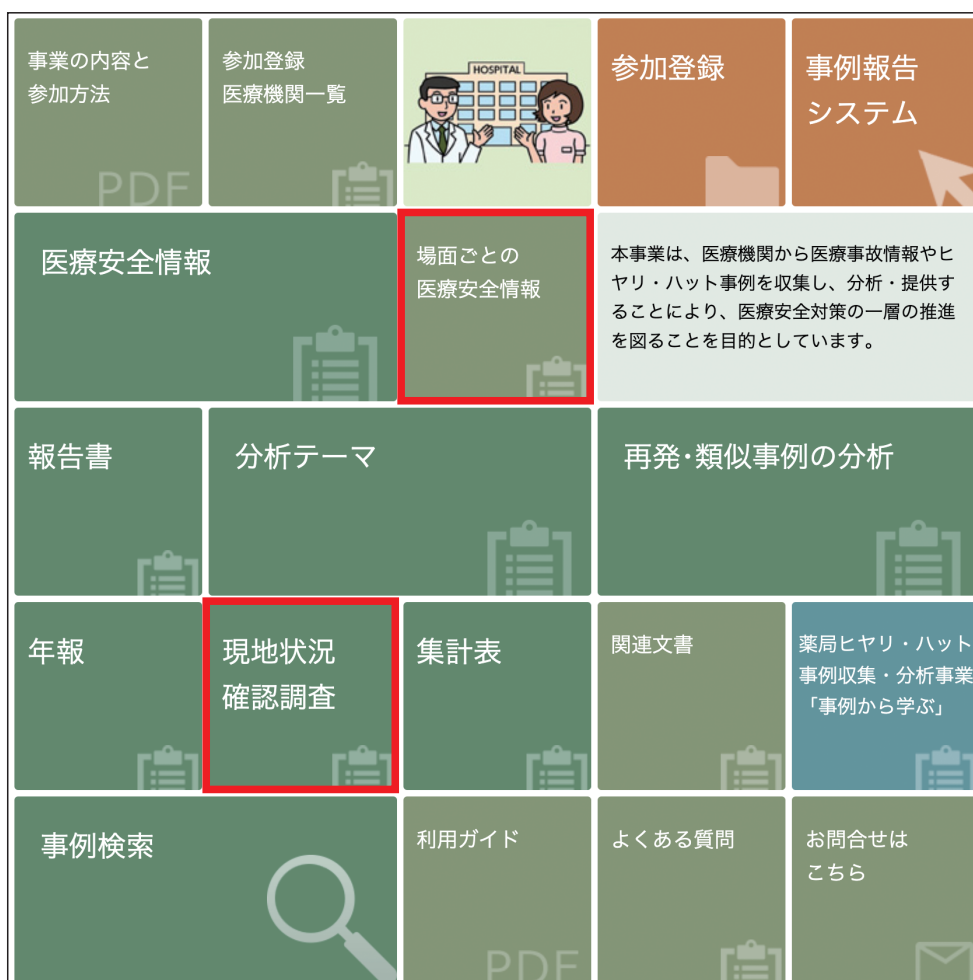 事業の内容と
参加方法
PDF
参加登録
医療機関一覧
HOSPITAL
参加登録
事例報告
システム
医療安全情報
場面ごとの
医療安全情報
本事業は、医療機関から医療事故情報やヒ
ヤリ・ハット事例を収集し、分析・提供す
ることにより、医療安全対策の一層の推進
を図ることを目的としています。
報告書
分析テーマ
再発・類似事例の分析
年報
現地状況
確認調査
集計表
関連文書
薬局ヒヤリ・ハット
事例収集・分析事業
「事例から学ぶ」
事例検索
利用ガイド
PDF
よくある質問
お問合せは
こちら